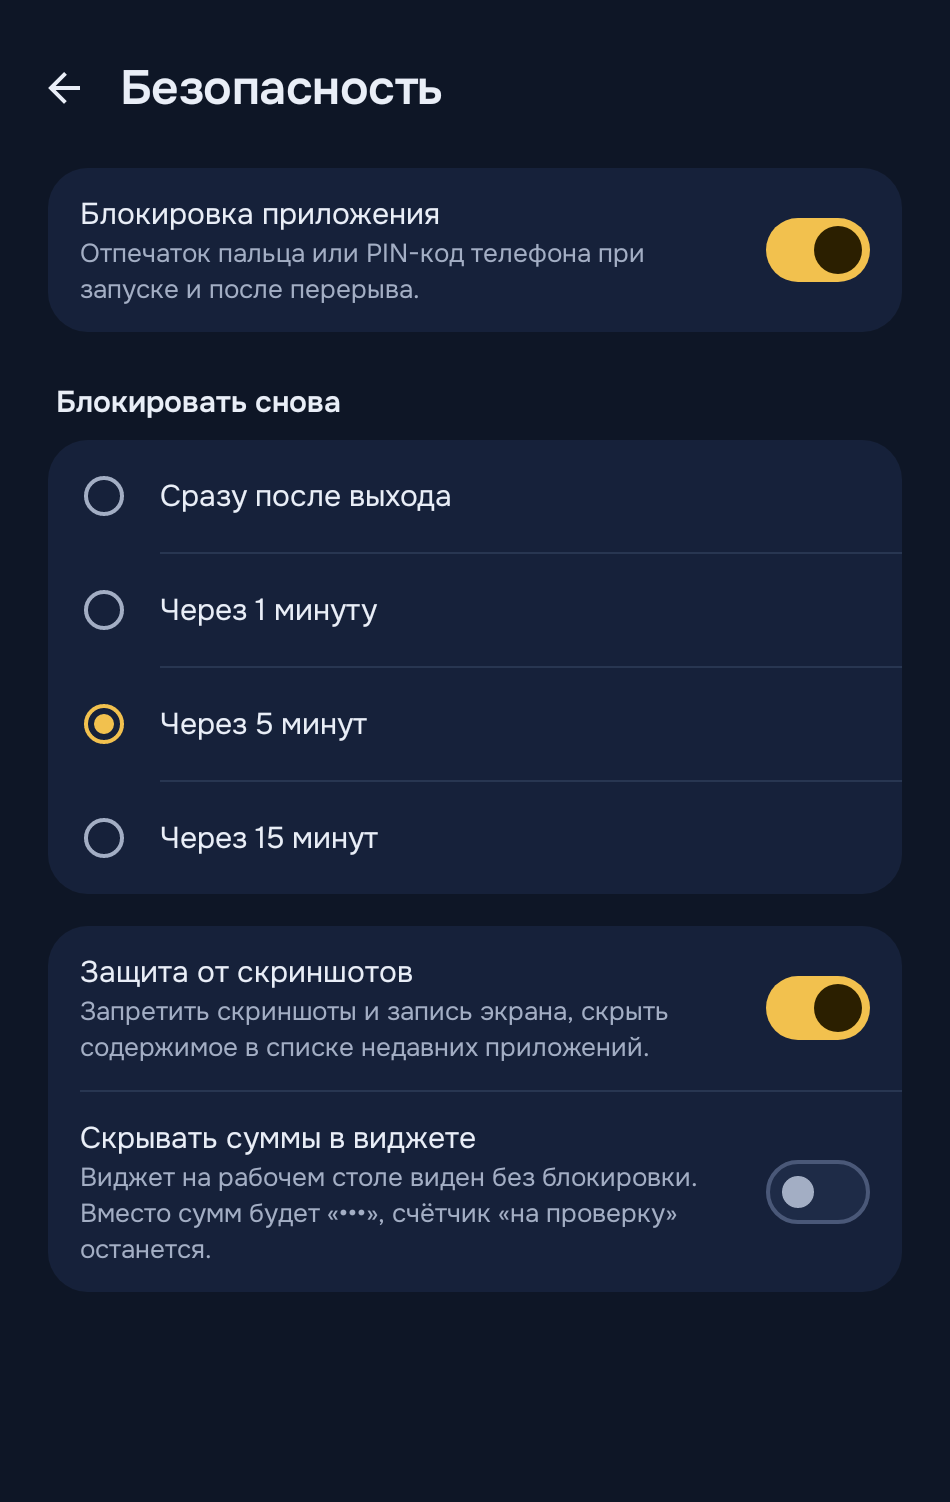 Безопасность
Блокировка приложения
Отпечаток пальца или PIN-код телефона при
запуске и после перерыва.
Блокировать снова
Сразу после выхода
Через 1 минуту
Через 5 минут
Через 15 минут
Защита от скриншотов
Запретить скриншоты и запись экрана, скрыть
содержимое в списке недавних приложений.
Скрывать суммы в виджете
Виджет на рабочем столе виден без блокировки.
Вместо сумм будет «•••», счётчик «на проверку»
останется.